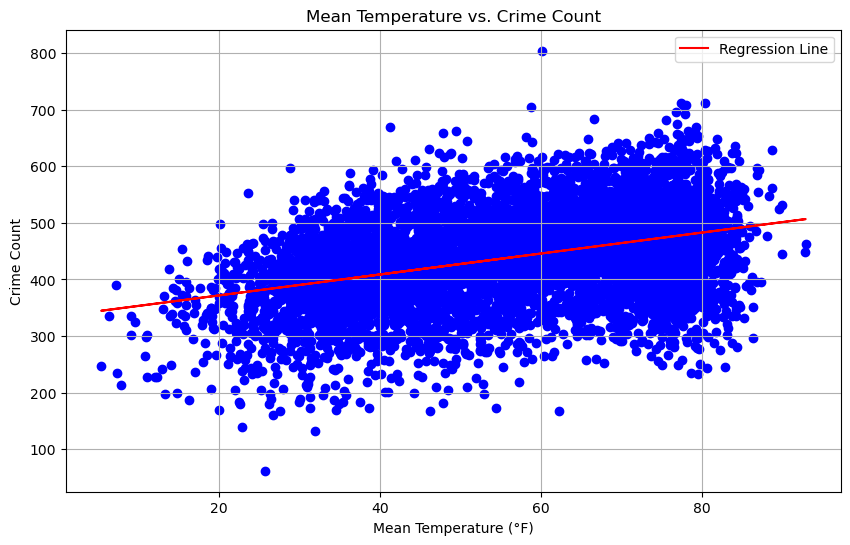 Mean Temperature vs. Crime Count
Regression Line
800
700
600
500
400
300
200
100
Crime Count
20 40 60 80
Mean Temperature (°F)